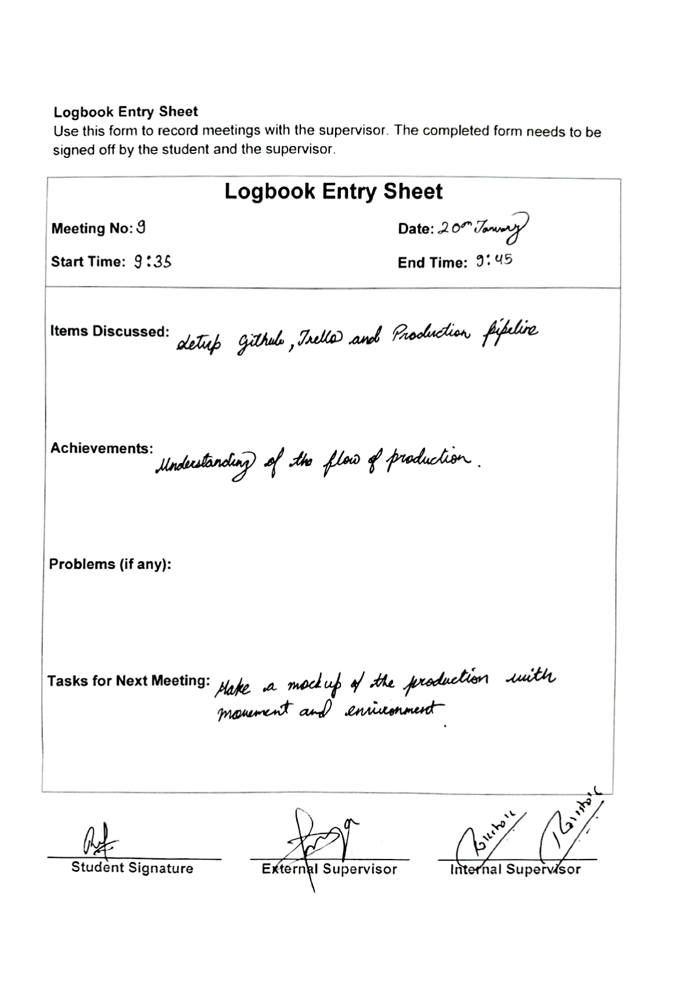 Logbook Entry Sheet
Use this form to record meetings with the supervisor. The completed form needs to be
signed off by the student and the supervisor.
Logbook Entry Sheet
Meeting No: 9
Date: 20th January
Start Time: 9:35
End Time: 9:45
Items Discussed: Setup Github, Trello and Production pipeline
Achievements: Understanding of the flow of production.
Problems (if any):
Tasks for Next Meeting: Make a mockup of the production with
movement and environment.
Student Signature
External Supervisor
Internal Supervisor